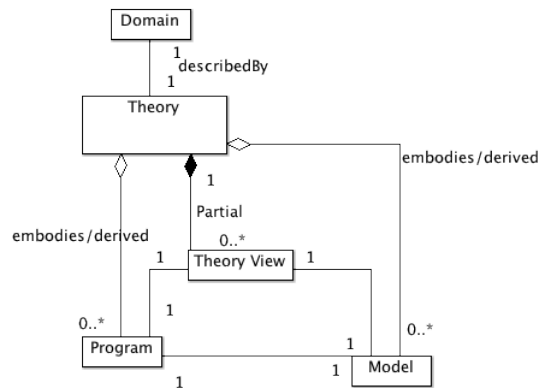 Domain
1
describedBy
1
Theory
embodies/derived
1
Partial
embodies/derived
0..*
1
Theory View
1
1
0..*
1
0..*
Program
1
Model
1